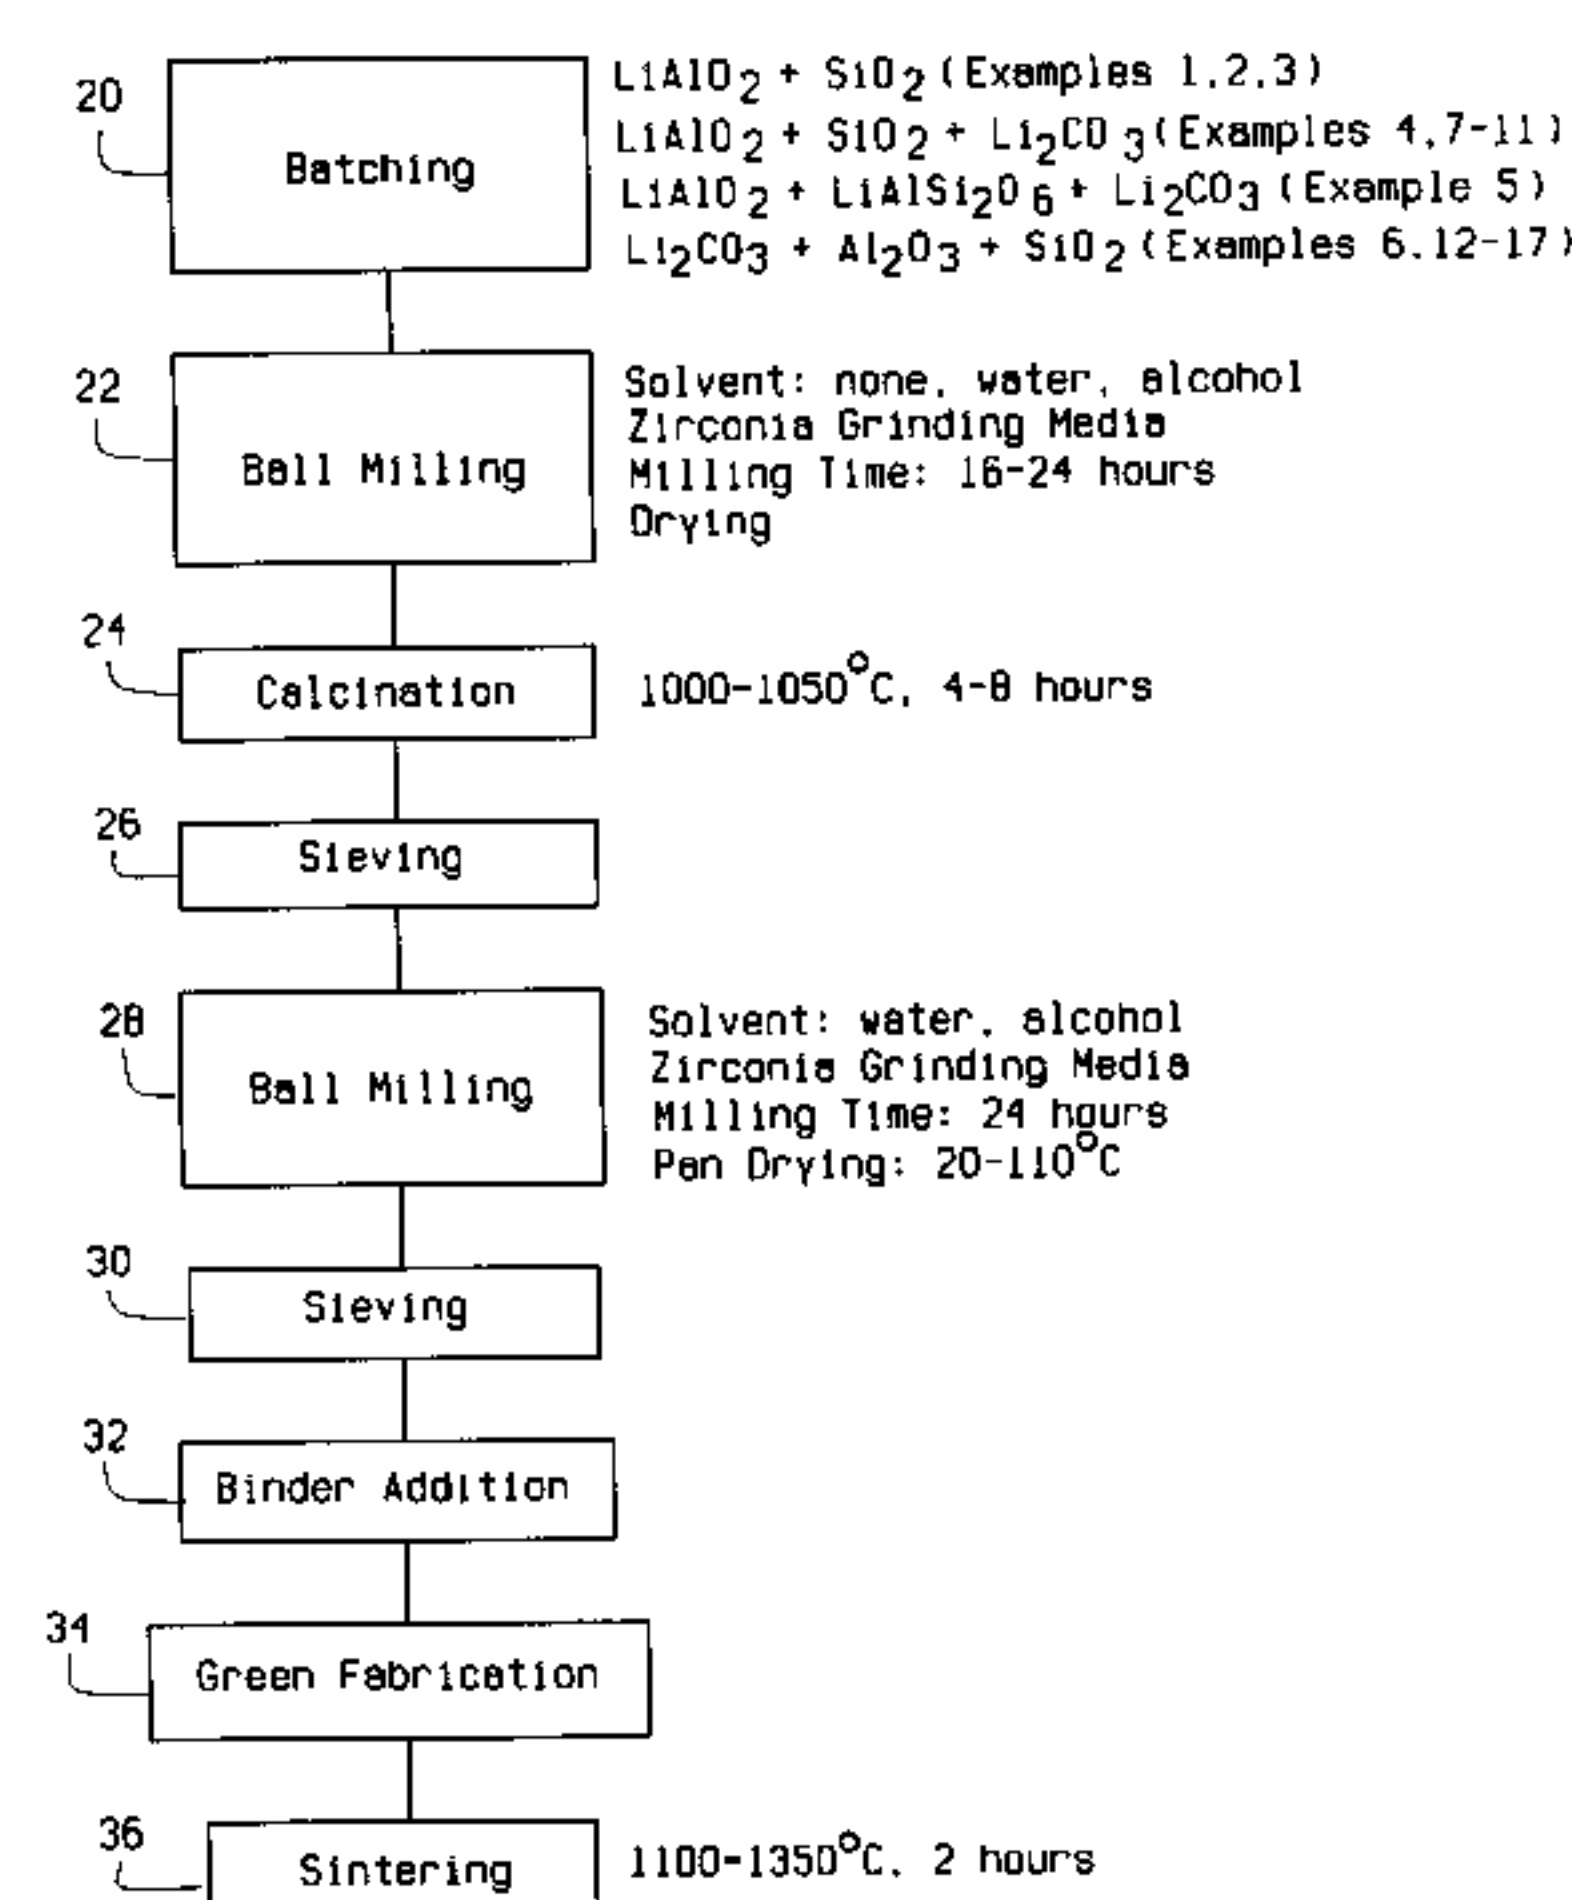 20
Batching
LiAlO2 + SiO2 (Examples 1,2,3)
LiAlO2 + SiO2 + Li2CO3 (Examples 4,7-11)
LiAlO2 + LiAlSi2O6 + Li2CO3 (Example 5)
Li2CO3 + Al2O3 + SiO2 (Examples 6,12-17)
22
Ball Milling
Solvent: none, water, alcohol
Zirconia Grinding Media
Milling Time: 16-24 hours
Drying
24
Calcination
1000-1050°C, 4-8 hours
26
Sieving
28
Ball Milling
Solvent: water, alcohol
Zirconia Grinding Media
Milling Time: 24 hours
Pan Drying: 20-110°C
30
Sieving
32
Binder Addition
34
Green Fabrication
36
Sintering
1100-1350°C, 2 hours